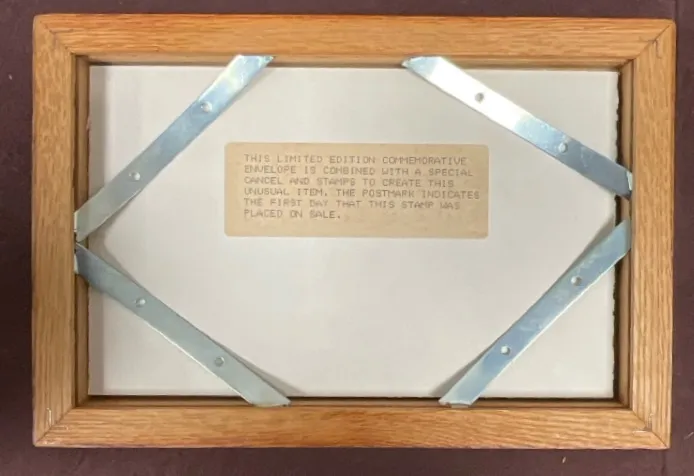 THIS LIMITED EDITION COMMEMORATIVE
ENVELOPE IS COMBINED WITH A SPECIAL
CANCEL AND STAMPS TO CREATE THIS
UNUSUAL ITEM. THE POSTMARK INDICATES
THE FIRST DAY THAT THIS STAMP WAS
PLACED ON SALE.